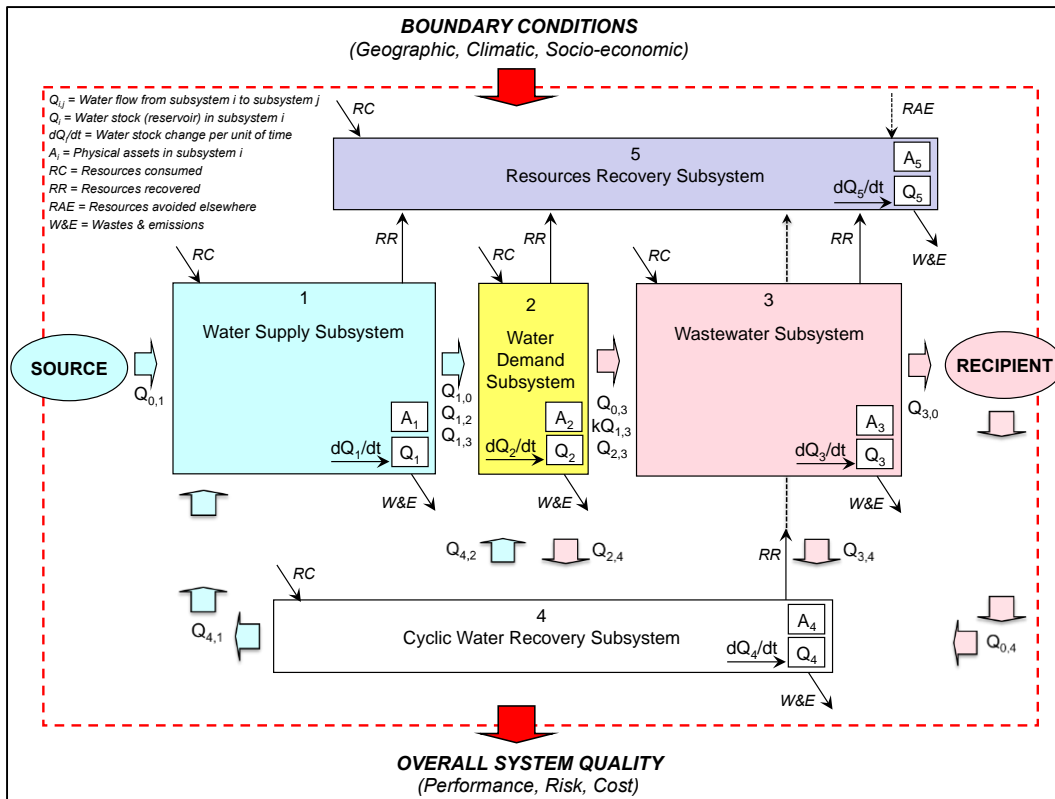 BOUNDARY CONDITIONS
(Geographic, Climatic, Socio-economic)
Qi,j = Water flow from subsystem i to subsystem j
Qi = Water stock (reservoir) in subsystem i
dQi/dt = Water stock change per unit of time
Ai = Physical assets in subsystem i
RC = Resources consumed
RR = Resources recovered
RAE = Resources avoided elsewhere
W&E = Wastes & emissions
RC
RAE
5
Resources Recovery Subsystem
A5
dQ5/dt
Q5
W&E
RC
RR
RC
RR
RC
RR
1
Water Supply Subsystem
A1
dQ1/dt
Q1
W&E
2
Water
Demand
Subsystem
A2
dQ2/dt
Q2
W&E
3
Wastewater Subsystem
A3
dQ3/dt
Q3
W&E
SOURCE
Q0,1
Q1,0
Q1,2
Q1,3
Q0,3
kQ1,3
Q2,3
Q3,0
RECIPIENT
Q4,2
Q2,4
RR
Q3,4
RC
4
Cyclic Water Recovery Subsystem
A4
dQ4/dt
Q4
W&E
Q4,1
Q0,4
OVERALL SYSTEM QUALITY
(Performance, Risk, Cost)